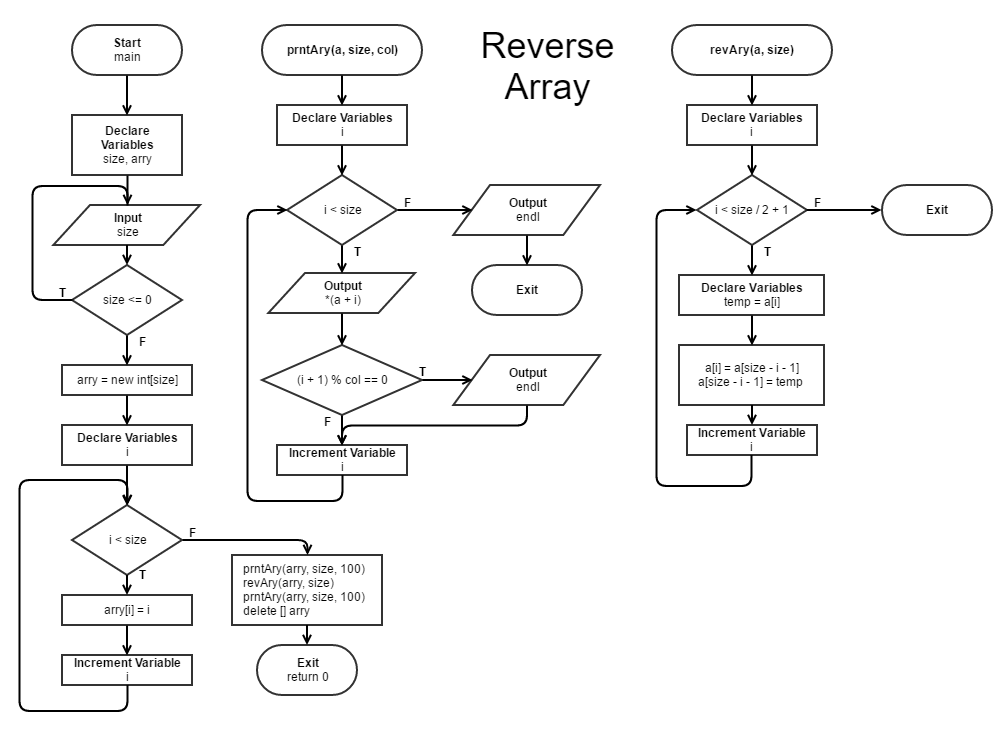 Reverse
Array
Start
main
Declare
Variables
size, arry
Input
size
size <= 0
T
F
arry = new int[size]
Declare Variables
i
i < size
F
T
arry[i] = i
Increment Variable
i
prntAry(arry, size, 100)
revAry(arry, size)
prntAry(arry, size, 100)
delete [] arry
Exit
return 0
prntAry(a, size, col)
Declare Variables
i
i < size
F
T
Output
endl
Exit
Output
*(a + i)
(i + 1) % col == 0
T
F
Output
endl
Increment Variable
i
revAry(a, size)
Declare Variables
i
i < size / 2 + 1
F
T
Exit
Declare Variables
temp = a[i]
a[i] = a[size - i - 1]
a[size - i - 1] = temp
Increment Variable
i